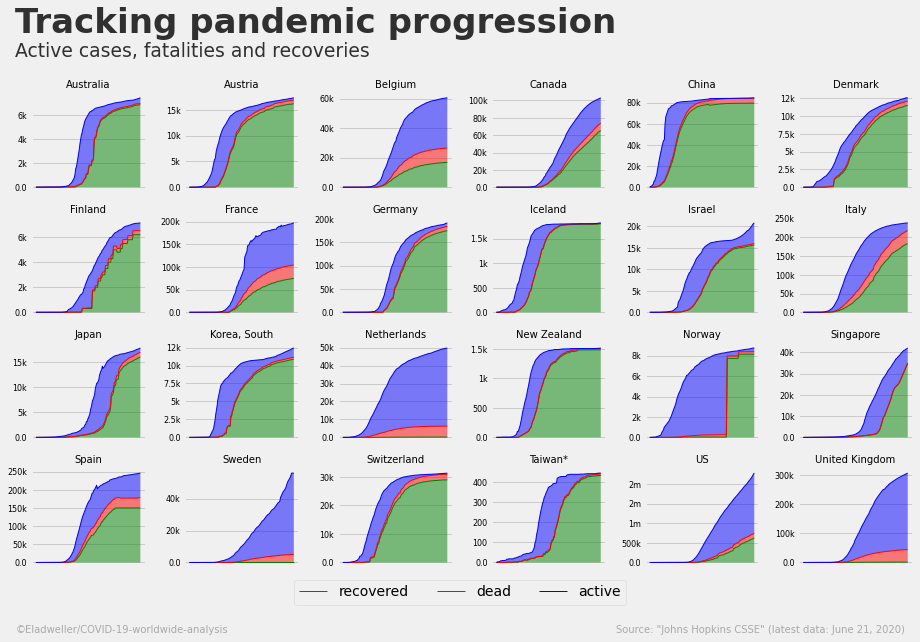 Tracking pandemic progression
Active cases, fatalities and recoveries
Australia
6k
4k
2k
0.0
Austria
15k
10k
5k
0.0
Belgium
60k
40k
20k
0.0
Canada
100k
80k
60k
40k
20k
0.0
China
80k
60k
40k
20k
0.0
Denmark
12k
10k
7.5k
5k
2.5k
0.0
Finland
6k
4k
2k
0.0
France
200k
150k
100k
50k
0.0
Germany
200k
150k
100k
50k
0.0
Iceland
1.5k
1k
500
0.0
Israel
20k
15k
10k
5k
0.0
Italy
250k
200k
150k
100k
50k
0.0
Japan
15k
10k
5k
0.0
Korea, South
12k
10k
7.5k
5k
2.5k
0.0
Netherlands
50k
40k
30k
20k
10k
0.0
New Zealand
1.5k
1k
500
0.0
Norway
8k
6k
4k
2k
0.0
Singapore
40k
30k
20k
10k
0.0
Spain
250k
200k
150k
100k
50k
0.0
Sweden
40k
20k
0.0
Switzerland
30k
20k
10k
0.0
Taiwan*
400
300
200
100
0.0
US
2m
2m
1m
500k
0.0
United Kingdom
300k
200k
100k
0.0
recovered
dead
active
©Eladweller/COVID-19-worldwide-analysis
Source: "Johns Hopkins CSSE" (latest data: June 21, 2020)